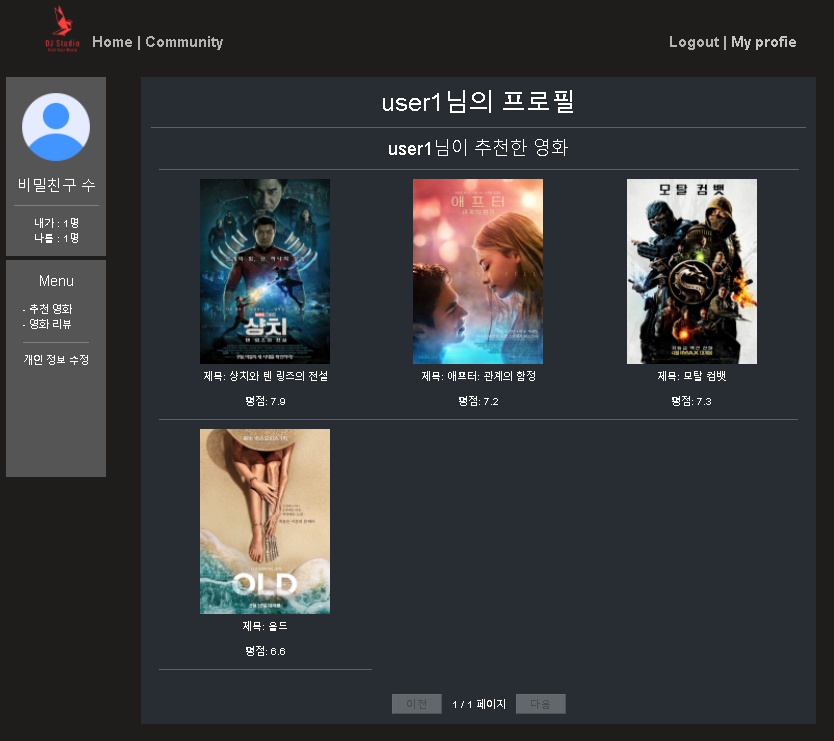 DJ Studio
Home | Community
Logout | My profie
비밀친구 수
내가 : 1명
나를 : 1명
Menu
- 추천 영화
- 영화 리뷰
개인 정보 수정
user1님의 프로필
user1님이 추천한 영화
샹치
제목: 샹치와 텐 링즈의 전설
평점: 7.9
애프터
제목: 애프터: 관계의 함정
평점: 7.2
모탈 컴뱃
제목: 모탈 컴뱃
평점: 7.3
OLD
제목: 올드
평점: 6.6
이전
1 / 1 페이지
다음